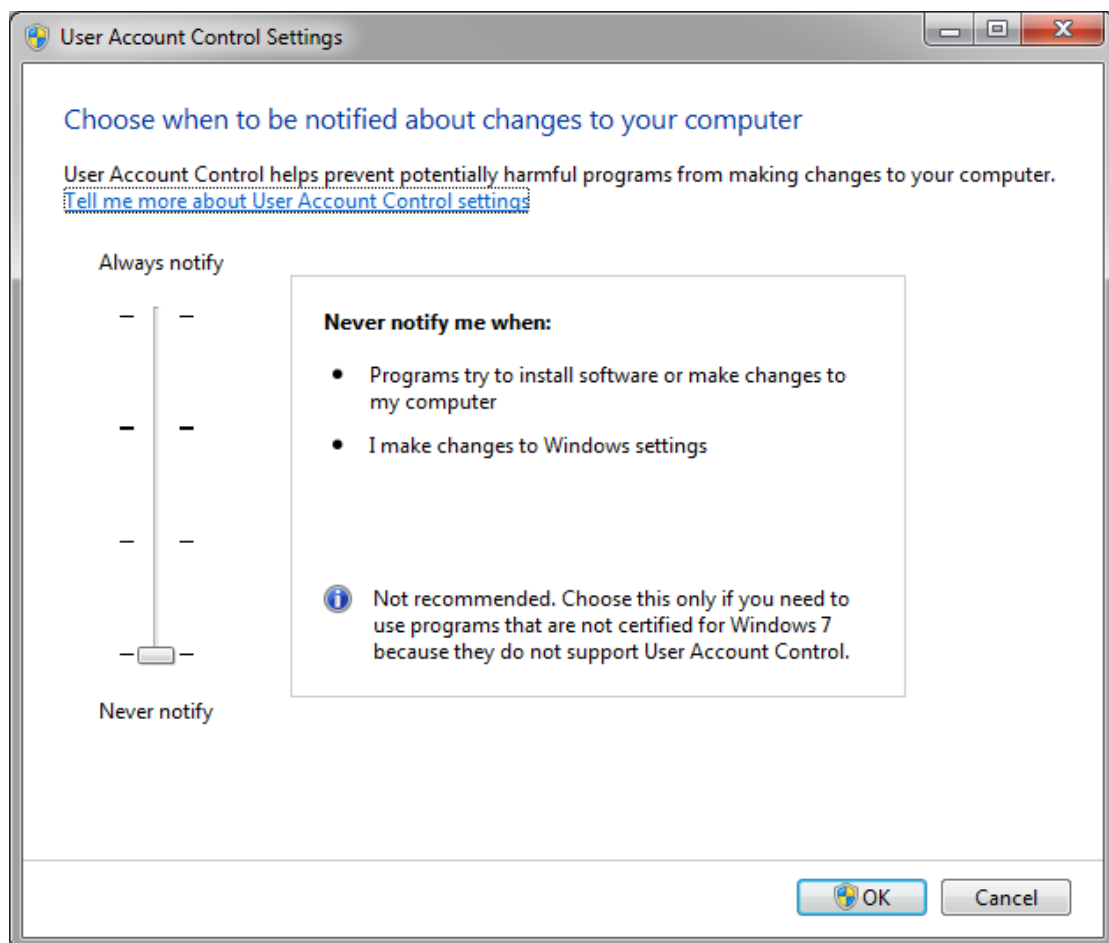 User Account Control Settings
Choose when to be notified about changes to your computer
User Account Control helps prevent potentially harmful programs from making changes to your computer.
Tell me more about User Account Control settings
Always notify
Never notify me when:
• Programs try to install software or make changes to
my computer
• I make changes to Windows settings
Not recommended. Choose this only if you need to
use programs that are not certified for Windows 7
because they do not support User Account Control.
Never notify
OK
Cancel